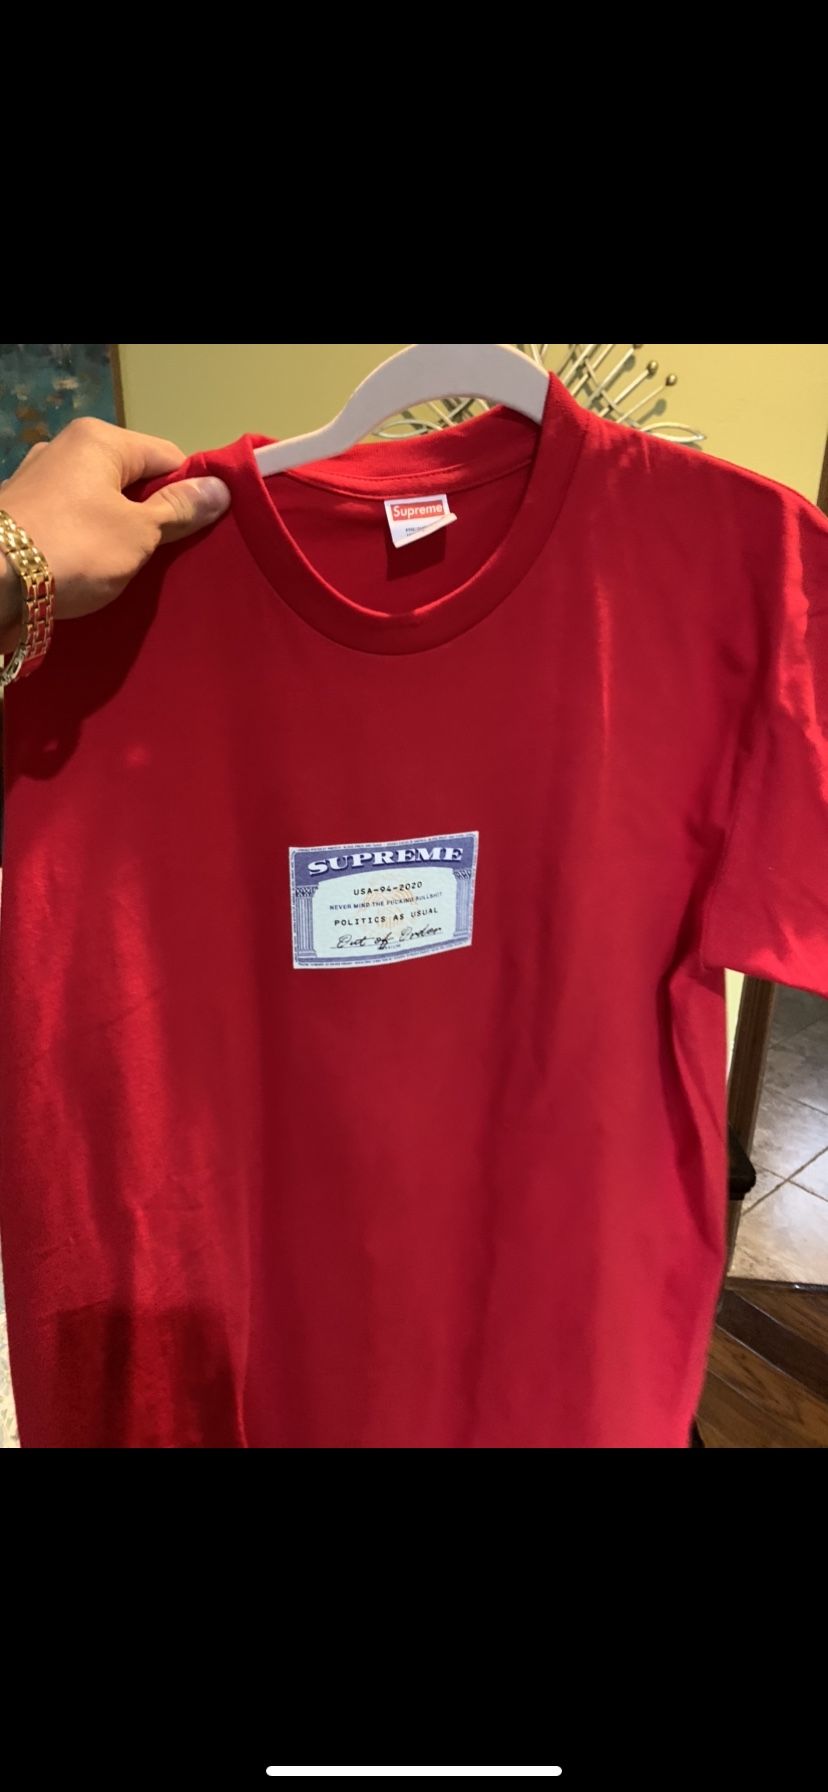 Supreme
SUPREME
USA-94-2020
NEVER MIND THE FUCKING BULLSHIT
POLITICS AS USUAL
Out of Order